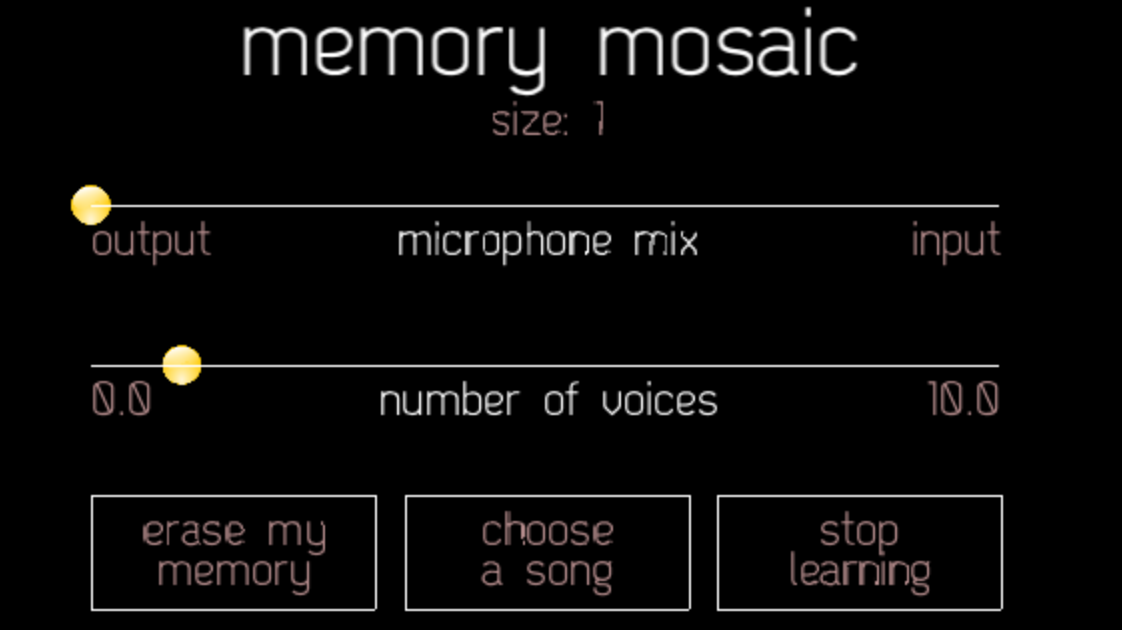 memory mosaic
size: 1
output microphone mix input
0.0 number of voices 10.0
erase my
memory
choose
a song
stop
learning